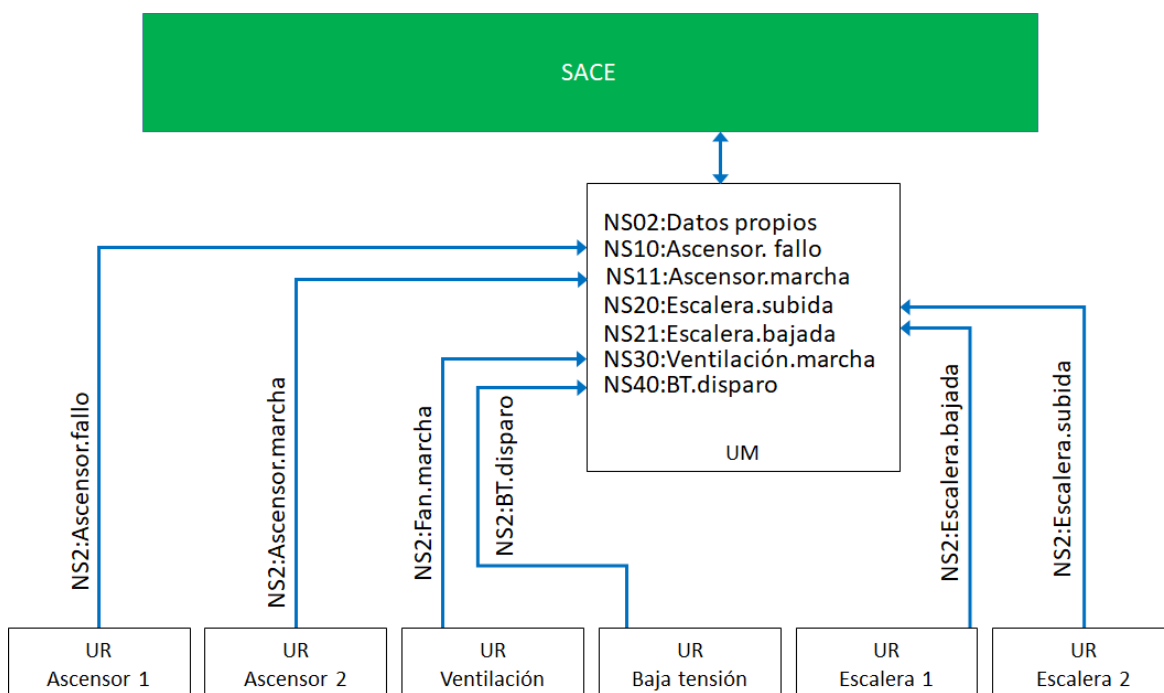 SACE
NS02:Datos propios
NS10:Ascensor. fallo
NS11:Ascensor.marcha
NS20:Escalera.subida
NS21:Escalera.bajada
NS30:Ventilación.marcha
NS40:BT.disparo
UM
NS2:Ascensor.fallo
NS2:Ascensor.marcha
NS2:Fan.marcha
NS2:BT.disparo
NS2:Escalera.bajada
NS2:Escalera.subida
UR
Ascensor 1
UR
Ascensor 2
UR
Ventilación
UR
Baja tensión
UR
Escalera 1
UR
Escalera 2